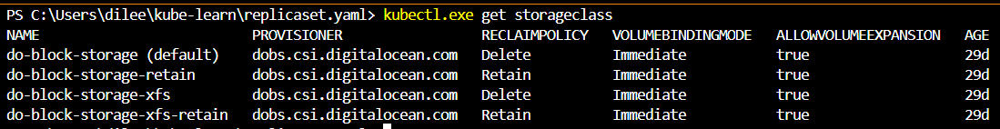 PS C:\Users\dilee\kube-learn\replicaset.yaml> kubectl.exe get storageclass
NAME PROVISIONER RECLAIMPOLICY VOLUMEBINDINGMODE ALLOWVOLUMEEXPANSION AGE
do-block-storage (default) dobs.csi.digitalocean.com Delete Immediate true 29d
do-block-storage-retain dobs.csi.digitalocean.com Retain Immediate true 29d
do-block-storage-xfs dobs.csi.digitalocean.com Delete Immediate true 29d
do-block-storage-xfs-retain dobs.csi.digitalocean.com Retain Immediate true 29d